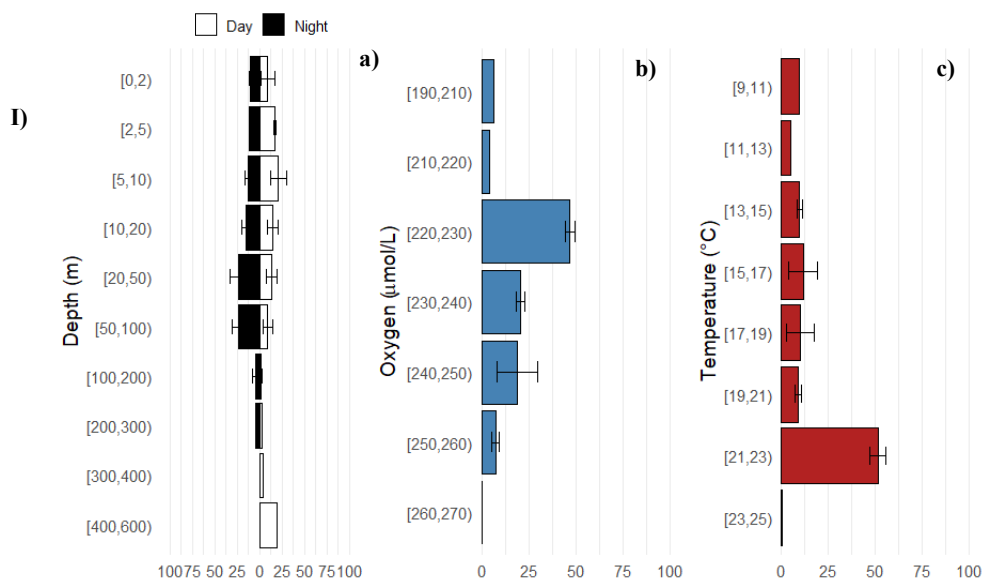 Day Night
I)
a)
Depth (m)
[0,2)
[2,5)
[5,10)
[10,20)
[20,50)
[50,100)
[100,200)
[200,300)
[300,400)
[400,600)
100 75 50 25 0 25 50 75 100
b)
Oxygen (μmol/L)
[190,210)
[210,220)
[220,230)
[230,240)
[240,250)
[250,260)
[260,270)
0 25 50 75 100
c)
Temperature (°C)
[9,11)
[11,13)
[13,15)
[15,17)
[17,19)
[19,21)
[21,23)
[23,25)
0 25 50 75 100